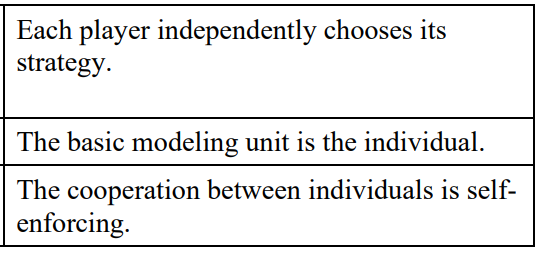 Each player independently chooses its
strategy.
The basic modeling unit is the individual.
The cooperation between individuals is self-
enforcing.